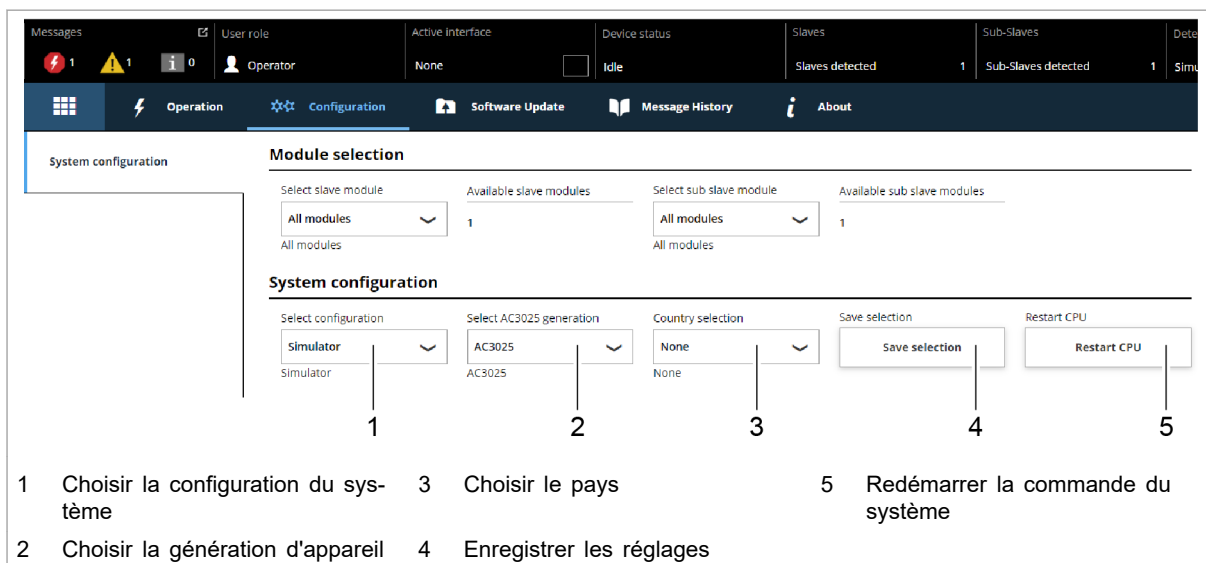 Messages User role Active interface Device status Slaves Sub-Slaves Dete
1 1 i 0 Operator None Idle Slaves detected 1 Sub-Slaves detected 1 Simu
Operation Configuration Software Update Message History i About
System configuration
Module selection
Select slave module Available slave modules Select sub slave module Available sub slave modules
All modules 1 All modules 1
All modules All modules
System configuration
Select configuration Select AC3025 generation Country selection Save selection Restart CPU
Simulator AC3025 None Save selection Restart CPU
Simulator AC3025 None
1 2 3 4 5
1 Choisir la configuration du sys-
tème
2 Choisir la génération d'appareil
3 Choisir le pays
4 Enregistrer les réglages
5 Redémarrer la commande du
système